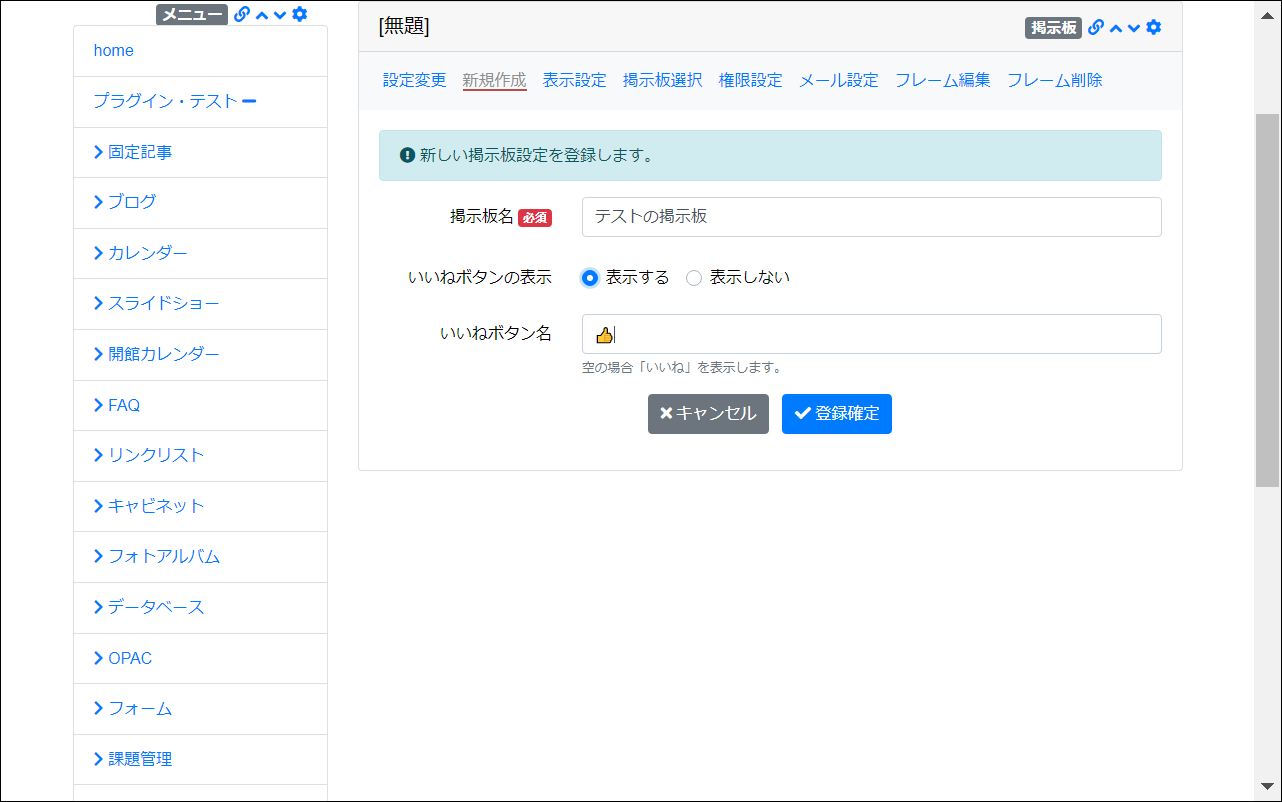 メニュー
home
プラグイン・テスト
固定記事
ブログ
カレンダー
スライドショー
開館カレンダー
FAQ
リンクリスト
キャビネット
フォトアルバム
データベース
OPAC
フォーム
課題管理
[無題]
掲示板
設定変更 新規作成 表示設定 掲示板選択 権限設定 メール設定 フレーム編集 フレーム削除
新しい掲示板設定を登録します。
掲示板名 必須 テストの掲示板
いいねボタンの表示 表示する 表示しない
いいねボタン名 👍
空の場合「いいね」を表示します。
キャンセル 登録確定